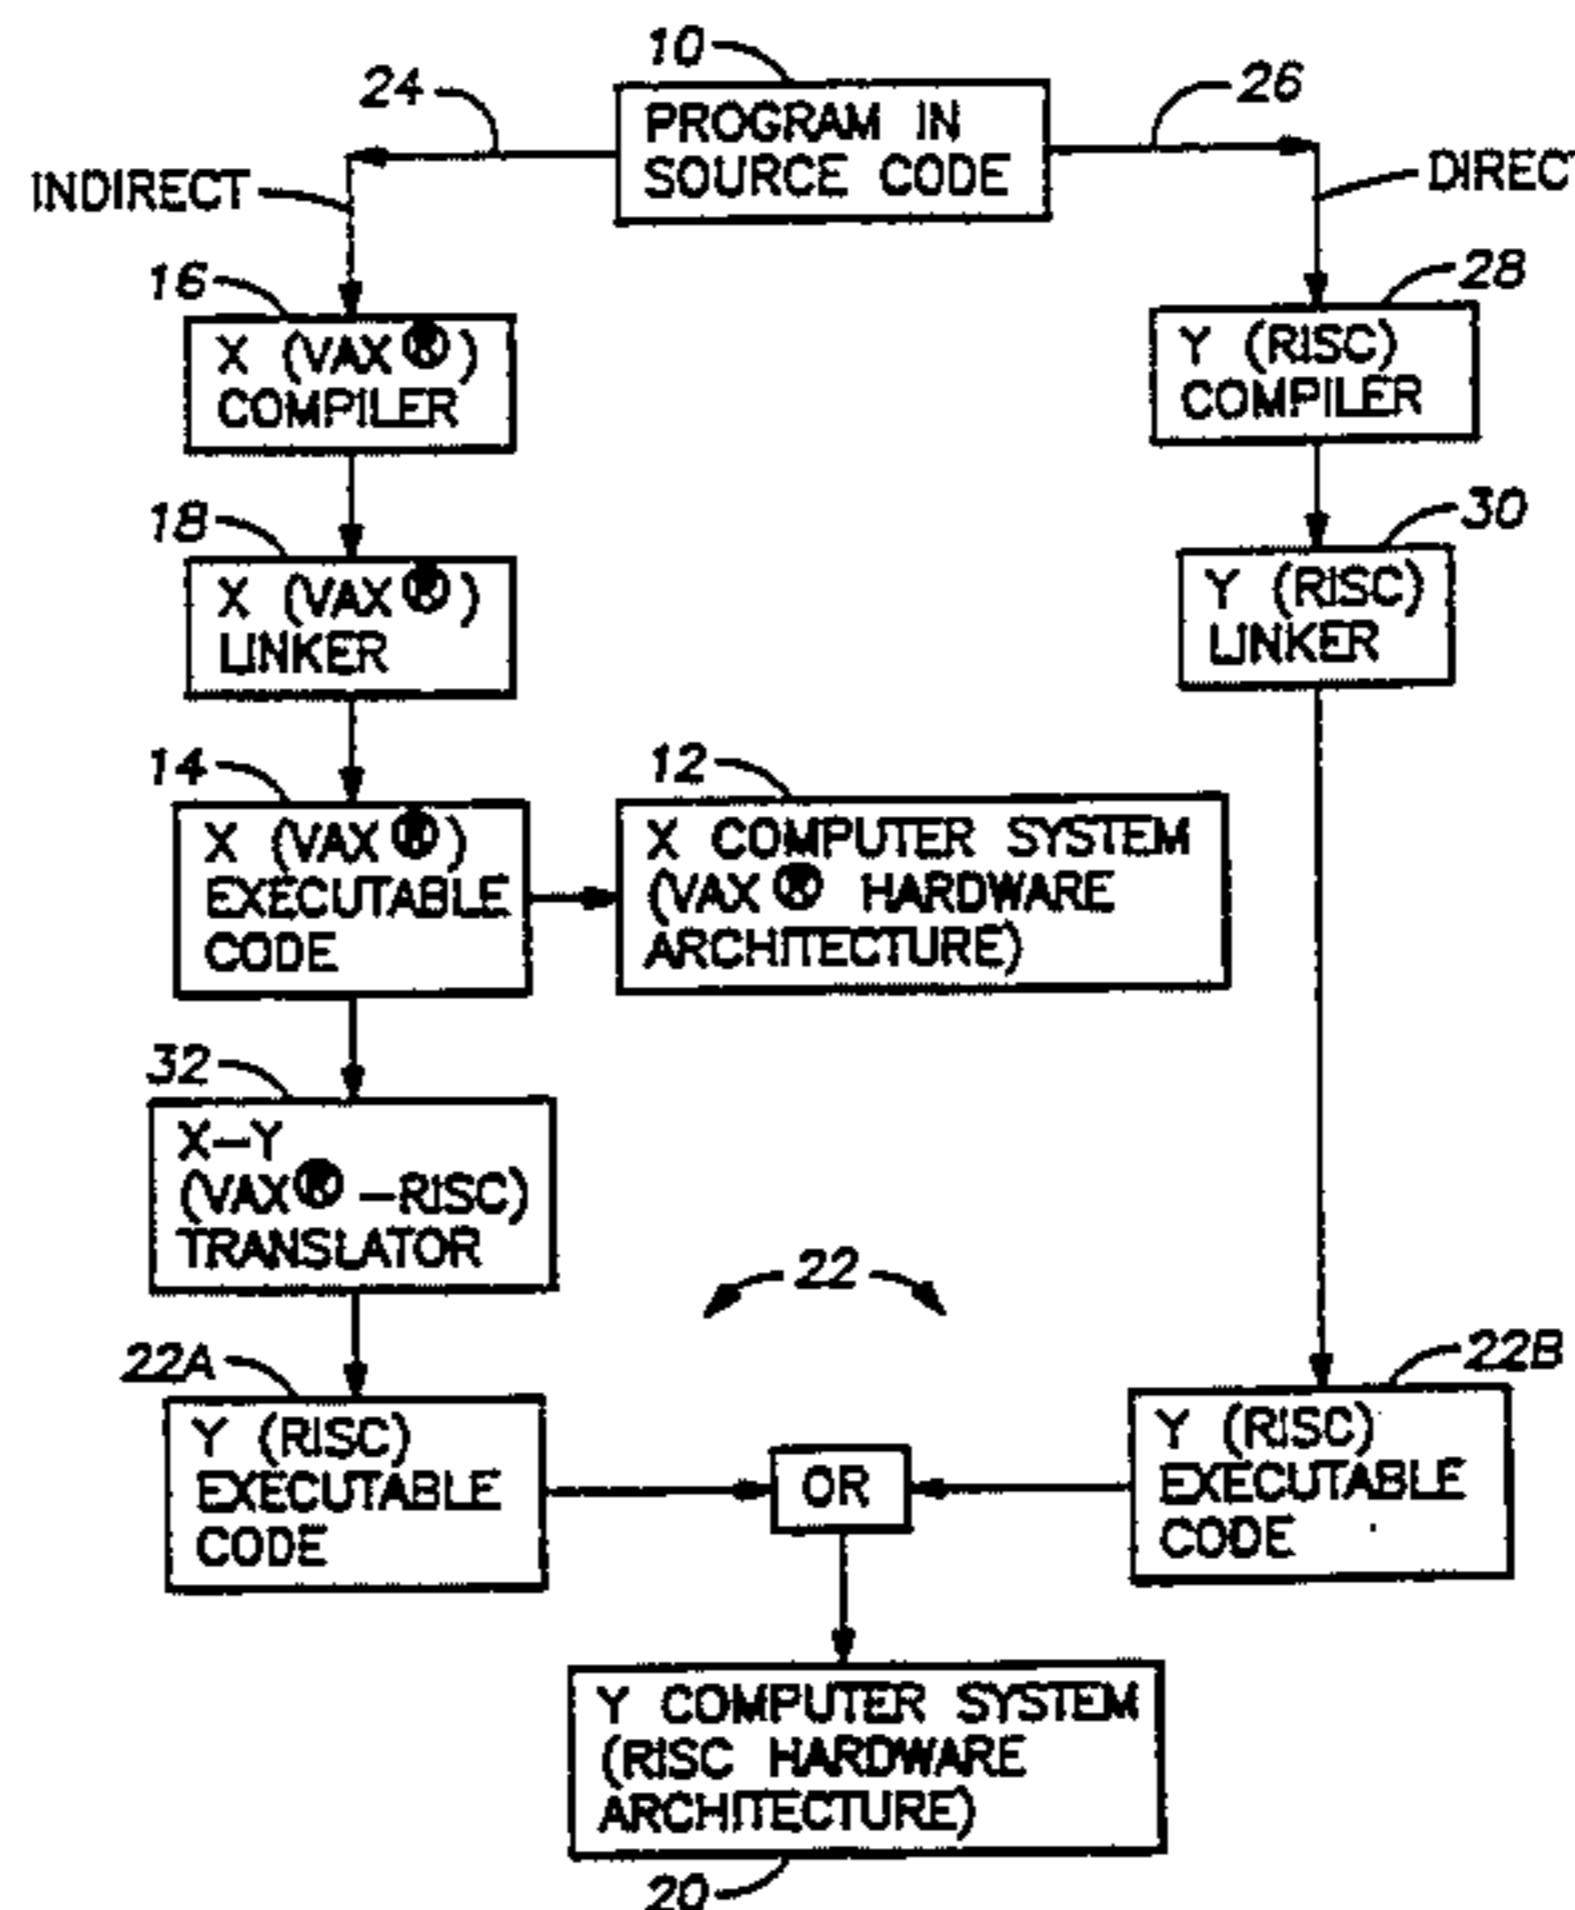 10
24
26
PROGRAM IN
SOURCE CODE
INDIRECT
DIRECT
16
28
X (VAX®)
COMPILER
Y (RISC)
COMPILER
18
30
X (VAX®)
LINKER
Y (RISC)
LINKER
14
12
X (VAX®)
EXECUTABLE
CODE
X COMPUTER SYSTEM
(VAX® HARDWARE
ARCHITECTURE)
32
X-Y
(VAX®-RISC)
TRANSLATOR
22
22A
22B
Y (RISC)
EXECUTABLE
CODE
OR
Y (RISC)
EXECUTABLE
CODE
Y COMPUTER SYSTEM
(RISC HARDWARE
ARCHITECTURE)
20